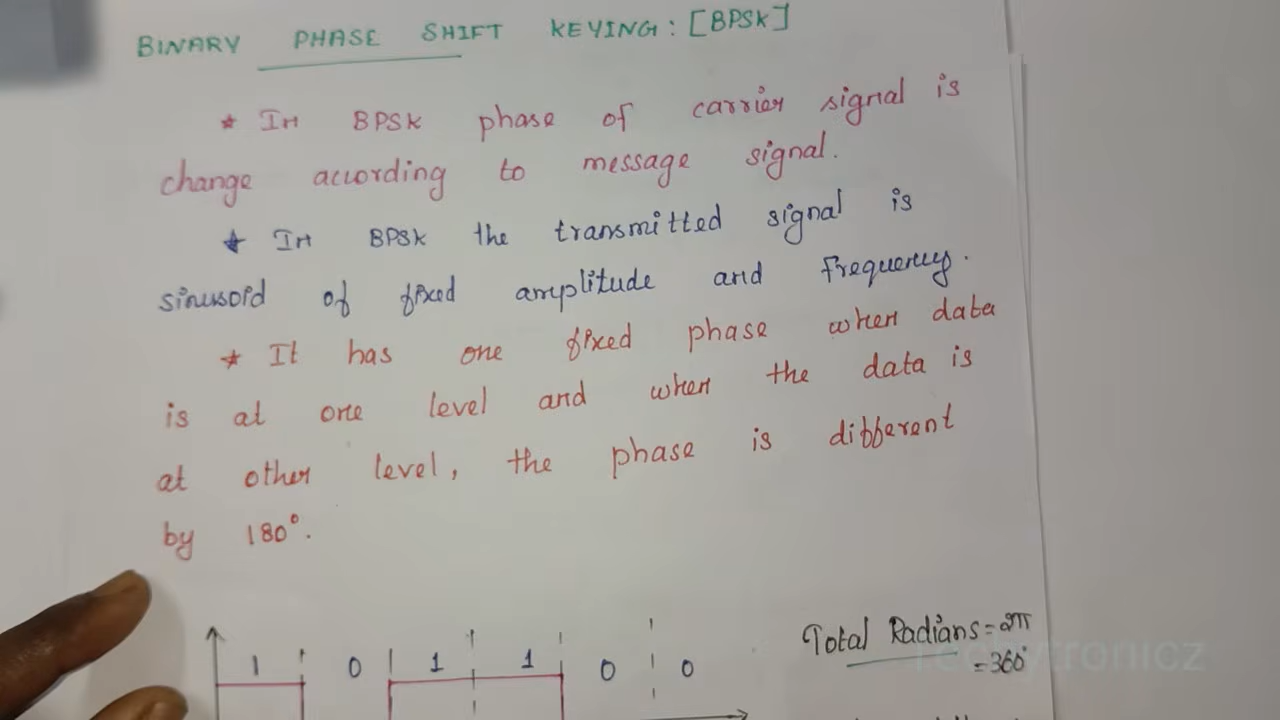 BINARY PHASE SHIFT KEYING: [BPSK]
* In BPSK phase of carrier signal is
change according to message signal.
* In BPSK the transmitted signal is
sinusoid of fixed amplitude and frequency.
* It has one fixed phase when data
is at one level and when the data is
at other level, the phase is different
by 180°.
Total Radians = 2π
= 360°
1 0 1 1 0 0